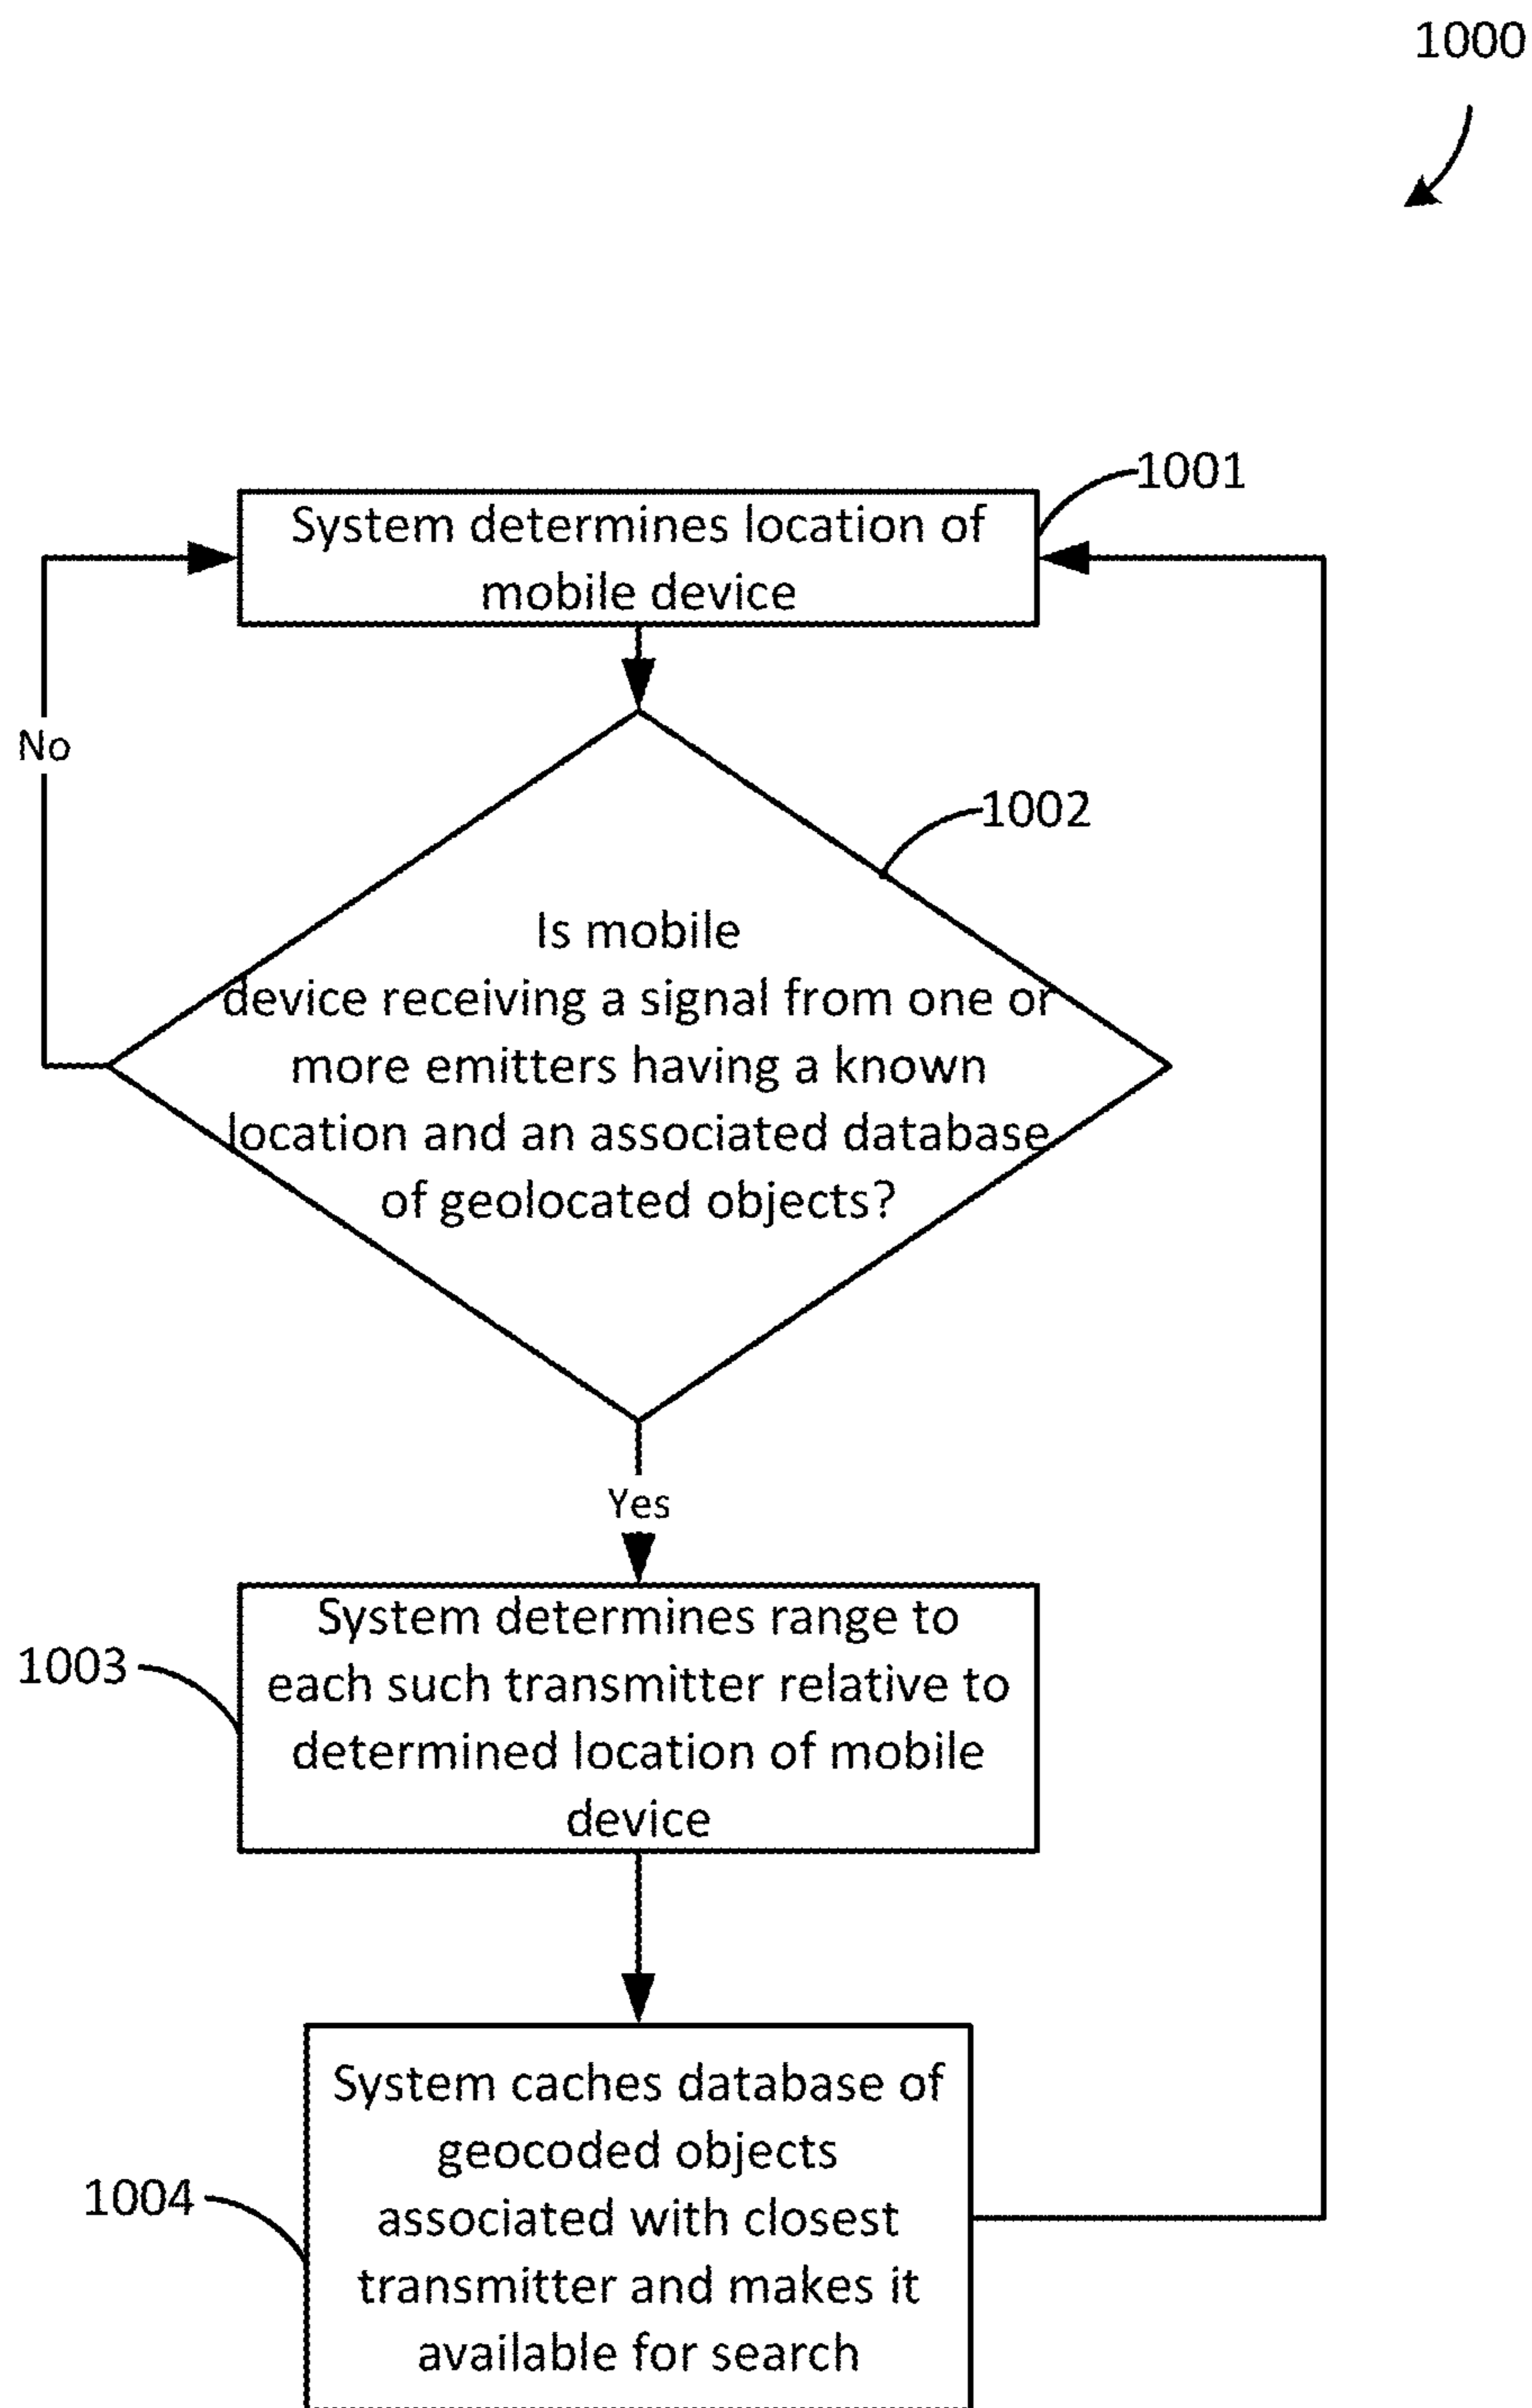 1000
1001
System determines location of
mobile device
No
1002
Is mobile
device receiving a signal from one or
more emitters having a known
location and an associated database
of geolocated objects?
Yes
System determines range to
each such transmitter relative to
determined location of mobile
device
1003
System caches database of
geocoded objects
associated with closest
transmitter and makes it
available for search
1004